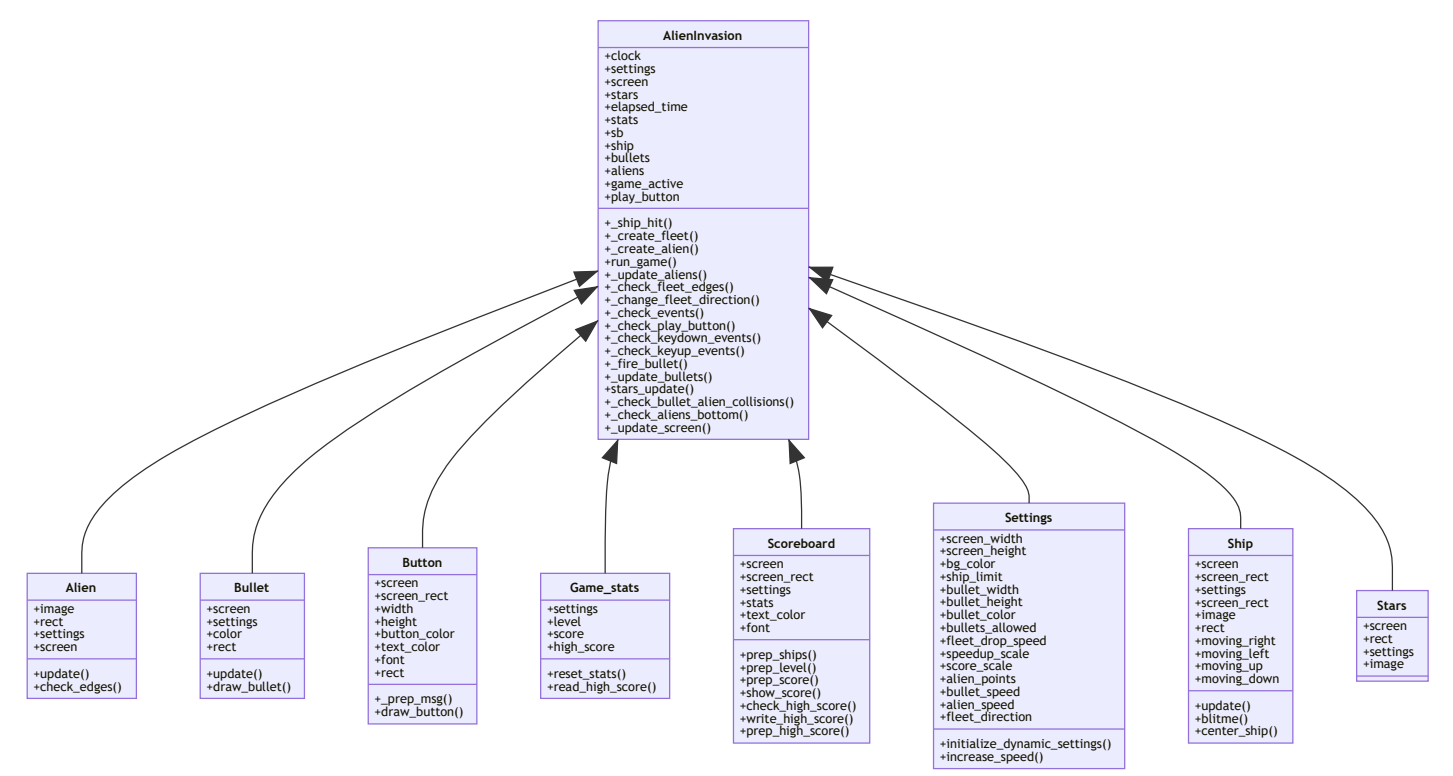 AlienInvasion
+clock
+settings
+screen
+stars
+elapsed_time
+stats
+sb
+ship
+bullets
+aliens
+game_active
+play_button
+_ship_hit()
+_create_fleet()
+_create_alien()
+run_game()
+_update_aliens()
+_check_fleet_edges()
+_change_fleet_direction()
+_check_events()
+_check_play_button()
+_check_keydown_events()
+_check_keyup_events()
+_fire_bullet()
+_update_bullets()
+stars_update()
+_check_bullet_alien_collisions()
+_check_aliens_bottom()
+_update_screen()
Alien
+image
+rect
+settings
+screen
+update()
+check_edges()
Bullet
+screen
+settings
+color
+rect
+update()
+draw_bullet()
Button
+screen
+screen_rect
+width
+height
+button_color
+text_color
+font
+rect
+_prep_msg()
+draw_button()
Game_stats
+settings
+level
+score
+high_score
+reset_stats()
+read_high_score()
Scoreboard
+screen
+screen_rect
+settings
+stats
+text_color
+font
+prep_ships()
+prep_level()
+prep_score()
+show_score()
+check_high_score()
+write_high_score()
+prep_high_score()
Settings
+screen_width
+screen_height
+bg_color
+ship_limit
+bullet_width
+bullet_height
+bullet_color
+bullets_allowed
+fleet_drop_speed
+speedup_scale
+score_scale
+alien_points
+bullet_speed
+alien_speed
+fleet_direction
+initialize_dynamic_settings()
+increase_speed()
Ship
+screen
+screen_rect
+settings
+screen_rect
+image
+rect
+moving_right
+moving_left
+moving_up
+moving_down
+update()
+blitme()
+center_ship()
Stars
+screen
+rect
+settings
+image